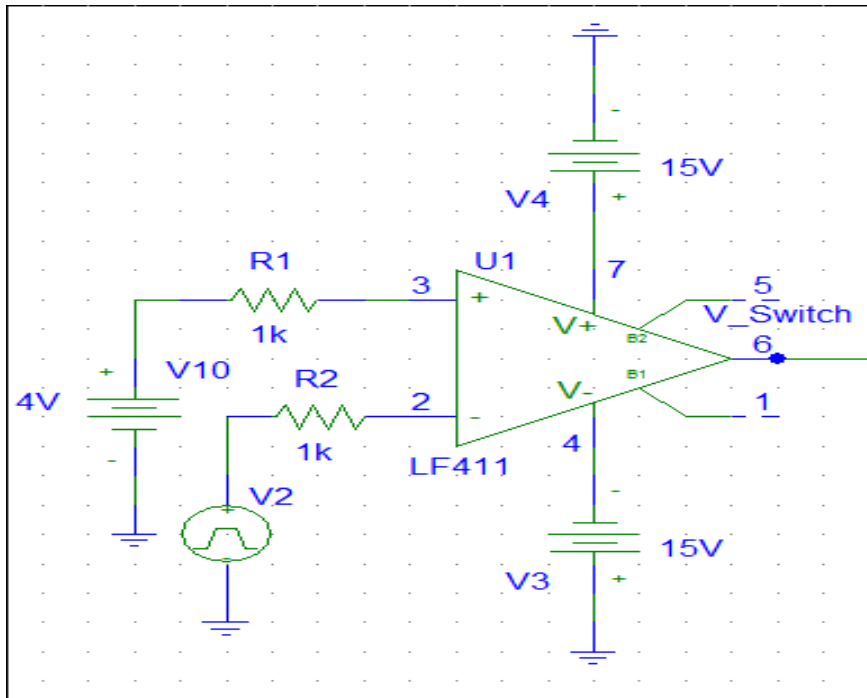 -
15V
V4
+
R1
U1
7
3
+
5
1k
V+
B2
V_Switch
+
V10
R2
6
4V
V-
B1
2
-
1
-
1k
4
LF411
V2
-
+
15V
V3
-
+